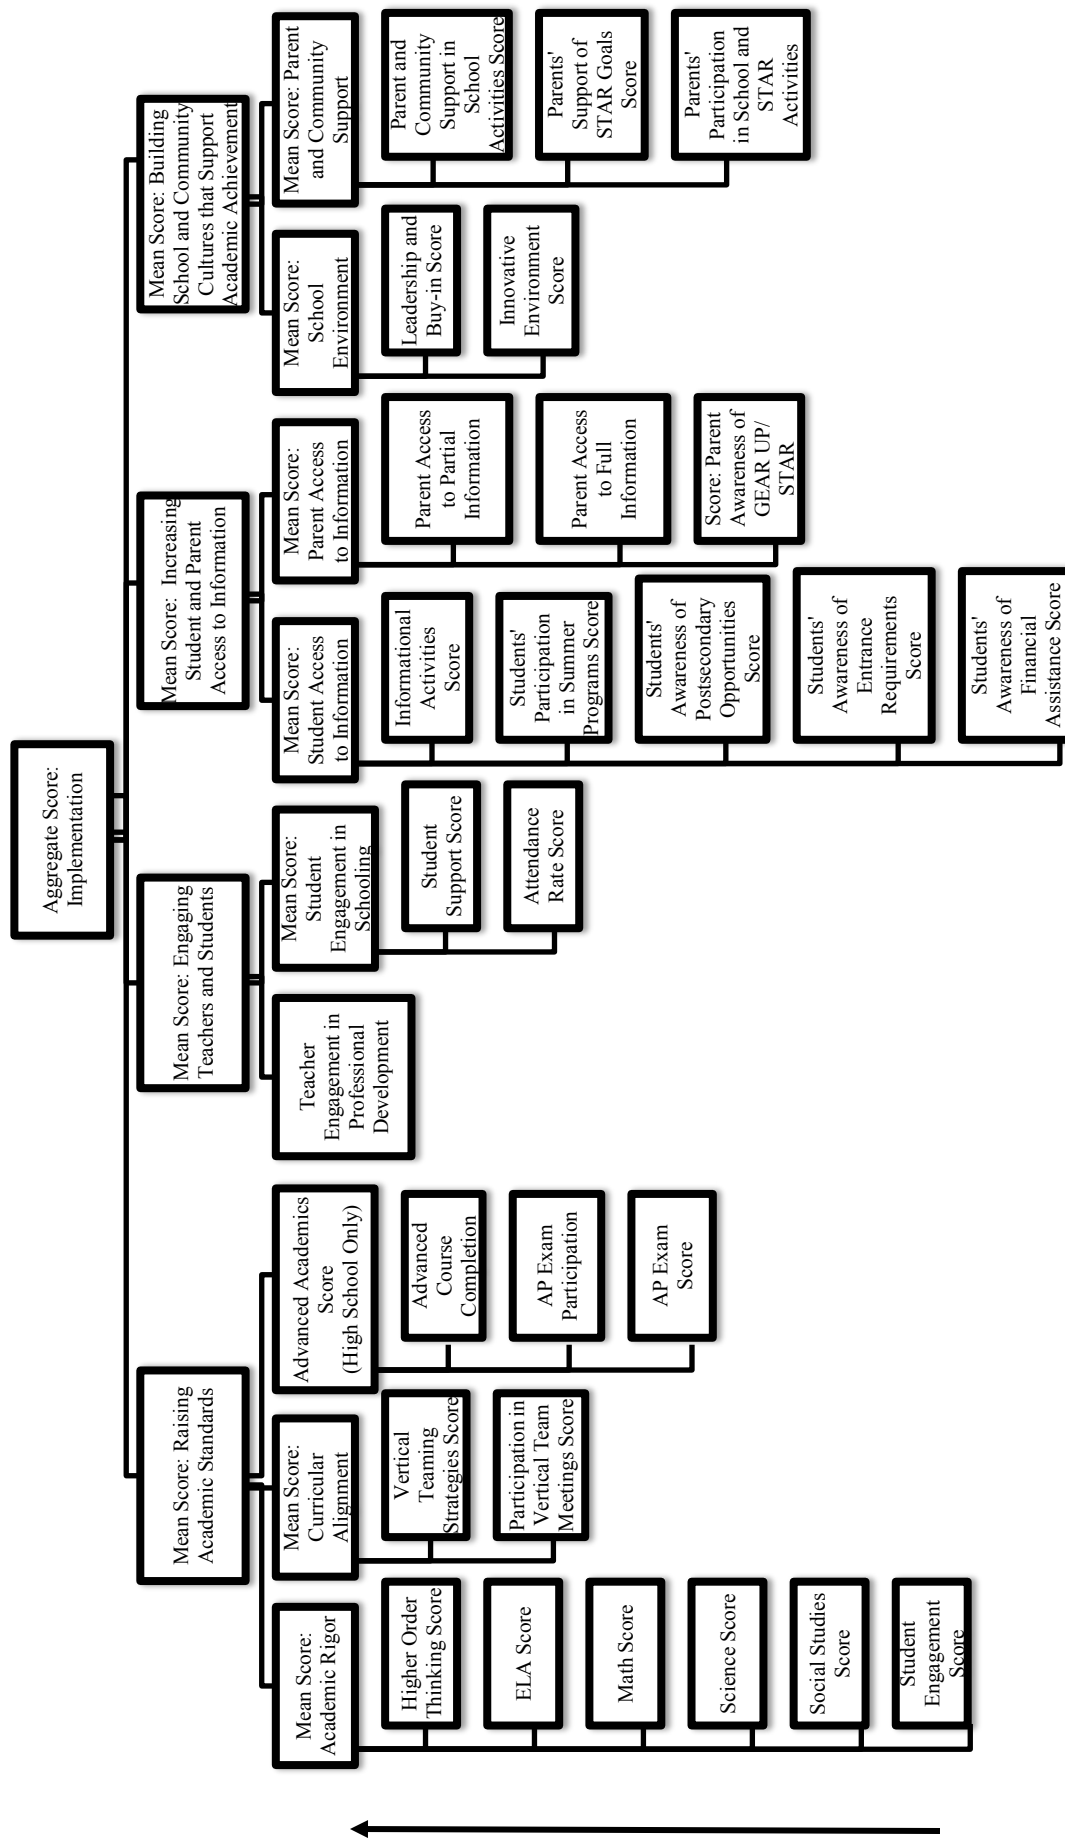 Aggregate Score:
Implementation
Mean Score: Raising
Academic Standards
Mean Score: Engaging
Teachers and Students
Mean Score:  Increasing
Student and Parent
Access to Information
Mean Score: Building
School and Community
Cultures that Support
Academic Achievement
Mean Score:
Academic Rigor
Mean Score:
Curricular
Alignment
Advanced Academics
Score
(High School Only)
Teacher
Engagement in
Professional
Development
Mean Score:
Student
Engagement in
Schooling
Mean Score:
Student Access
to Information
Mean Score:
Parent Access
to Information
Mean Score:
School
Environment
Mean Score: Parent
and Community
Support
Higher Order
Thinking Score
ELA Score
Math Score
Science Score
Social Studies
Score
Student
Engagement
Score
Vertical
Teaming
Strategies Score
Participation in
Vertical Team
Meetings Score
Advanced
Course
Completion
AP Exam
Participation
AP Exam
Score
Student
Support Score
Attendance
Rate Score
Informational
Activities
Score
Students'
Participation
in Summer
Programs Score
Students'
Awareness of
Postsecondary
Opportunities
Score
Students'
Awareness of
Entrance
Requirements
Score
Students'
Awareness of
Financial
Assistance Score
Parent Access
to Partial
Information
Parent Access
to Full
Information
Score: Parent
Awareness of
GEAR UP/
STAR
Leadership and
Buy-in Score
Innovative
Environment
Score
Parent and
Community
Support in
School
Activities Score
Parents'
Support of
STAR Goals
Score
Parents'
Participation
in School and
STAR
Activities